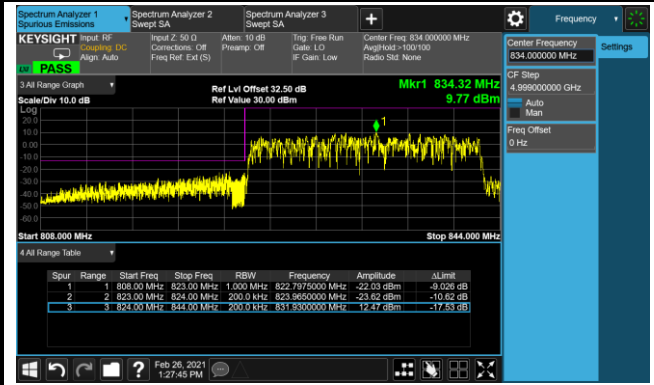 Spectrum Analyzer 1
Spurious Emissions
Spectrum Analyzer 2
Swept SA
Spectrum Analyzer 3
Swept SA
+
Frequency
KEYSIGHT
Input: RF
Coupling: DC
Align: Auto
Input Z: 50 Ω
Corrections: Off
Freq Ref: Ext (S)
Atten: 10 dB
Preamp: Off
Trig: Free Run
Gate: LO
IF Gain: Low
Center Freq: 834.000000 MHz
Avg|Hold:>100/100
Radio Std: None
PASS
Center Frequency
834.000000 MHz
Settings
CF Step
4.999000000 GHz
Auto
Man
Freq Offset
0 Hz
3 All Range Graph
Scale/Div 10.0 dB
Ref Lvl Offset 32.50 dB
Ref Value 30.00 dBm
Mkr1 834.32 MHz
9.77 dBm
Log
20.0
10.0
0.00
-10.0
-20.0
-30.0
-40.0
-50.0
-60.0
1
Start 808.000 MHz
Stop 844.000 MHz
4 All Range Table
Spur Range Start Freq Stop Freq RBW Frequency Amplitude ΔLimit
1 1 808.00 MHz 823.00 MHz 1.000 MHz 822.7975000 MHz -22.03 dBm -9.026 dB
2 2 823.00 MHz 824.00 MHz 200.0 kHz 823.9650000 MHz -23.62 dBm -10.62 dB
3 3 824.00 MHz 844.00 MHz 200.0 kHz 831.9300000 MHz 12.47 dBm -17.53 dB
?
Feb 26, 2021
1:27:45 PM